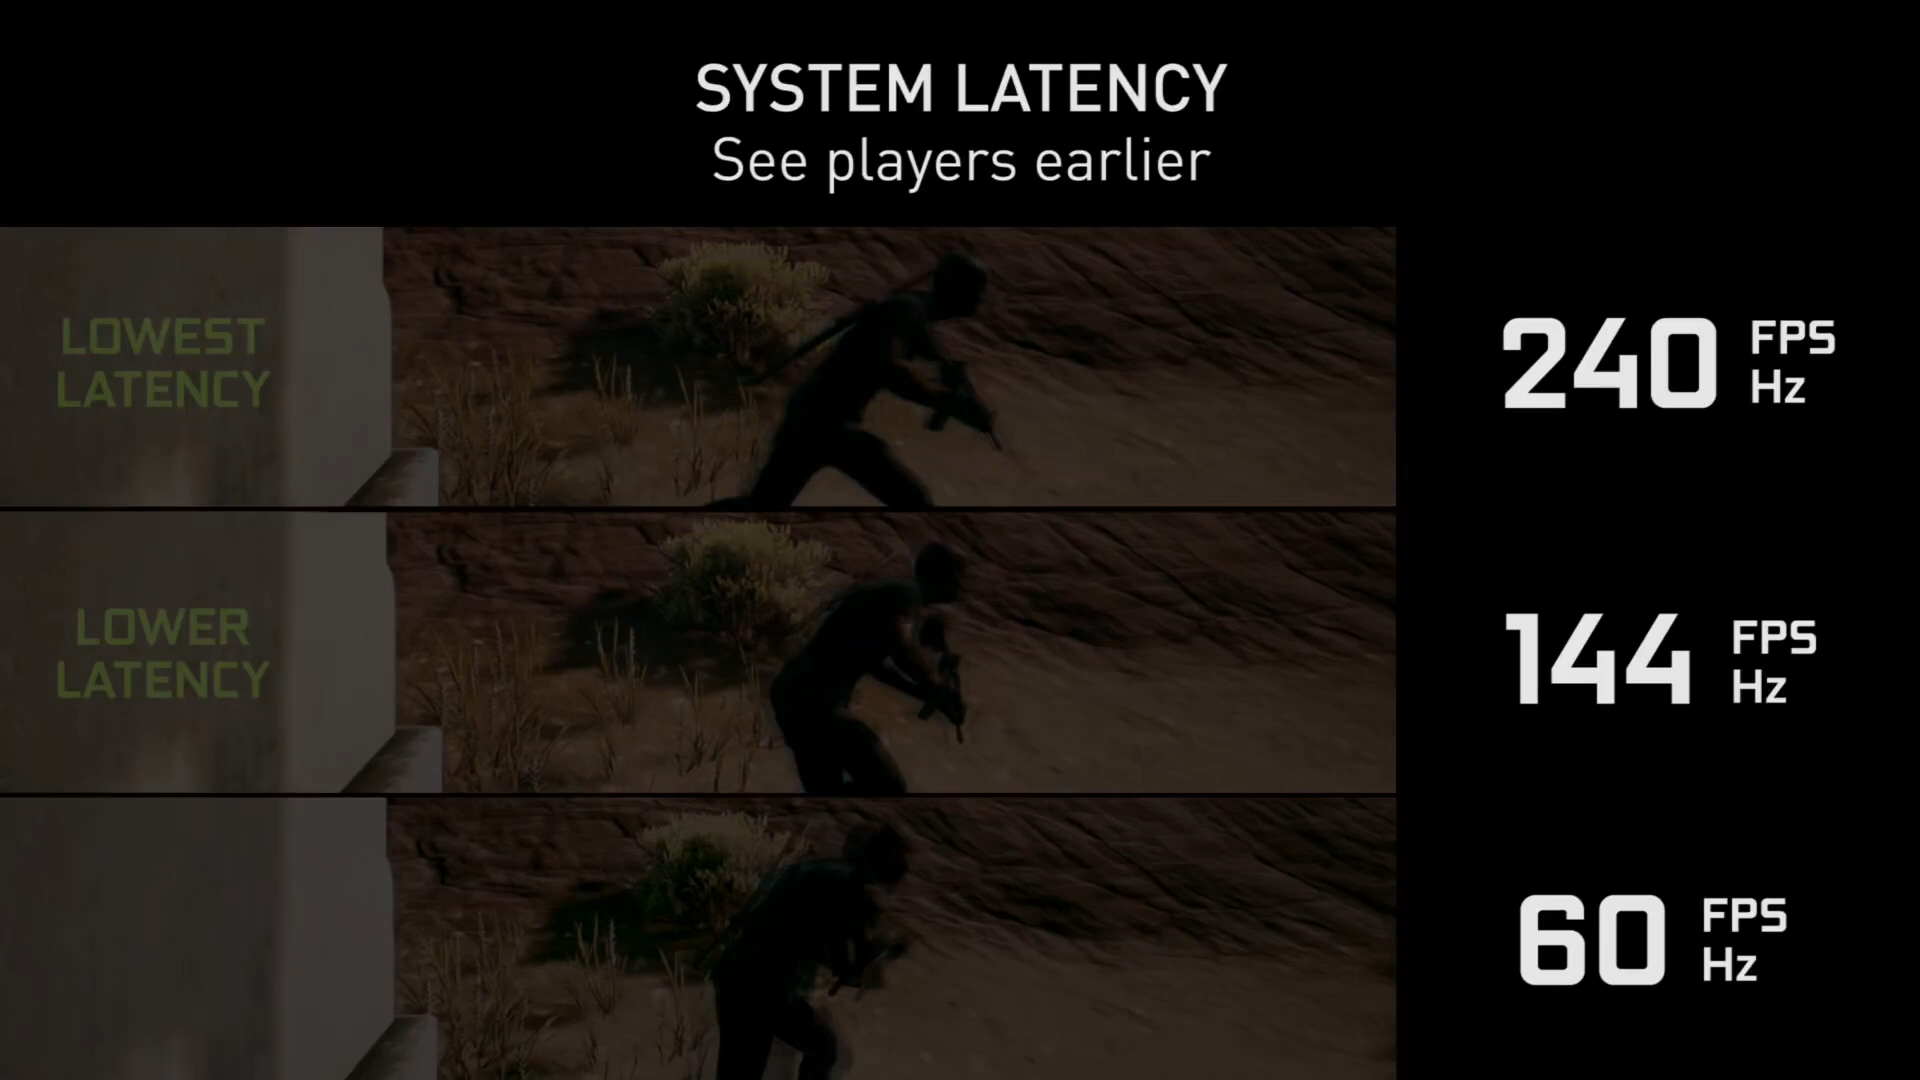 SYSTEM LATENCY
See players earlier
LOWEST
LATENCY
240 FPS
Hz
LOWER
LATENCY
144 FPS
Hz
60 FPS
Hz